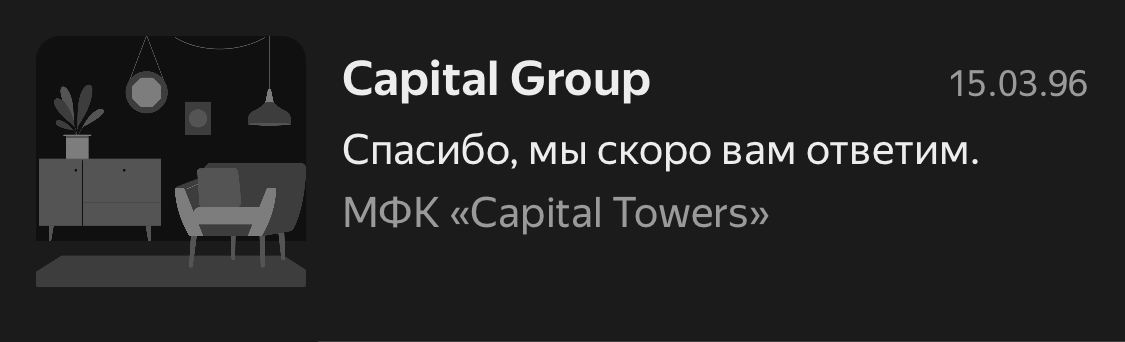 Capital Group
15.03.96
Спасибо, мы скоро вам ответим.
МФК «Capital Towers»